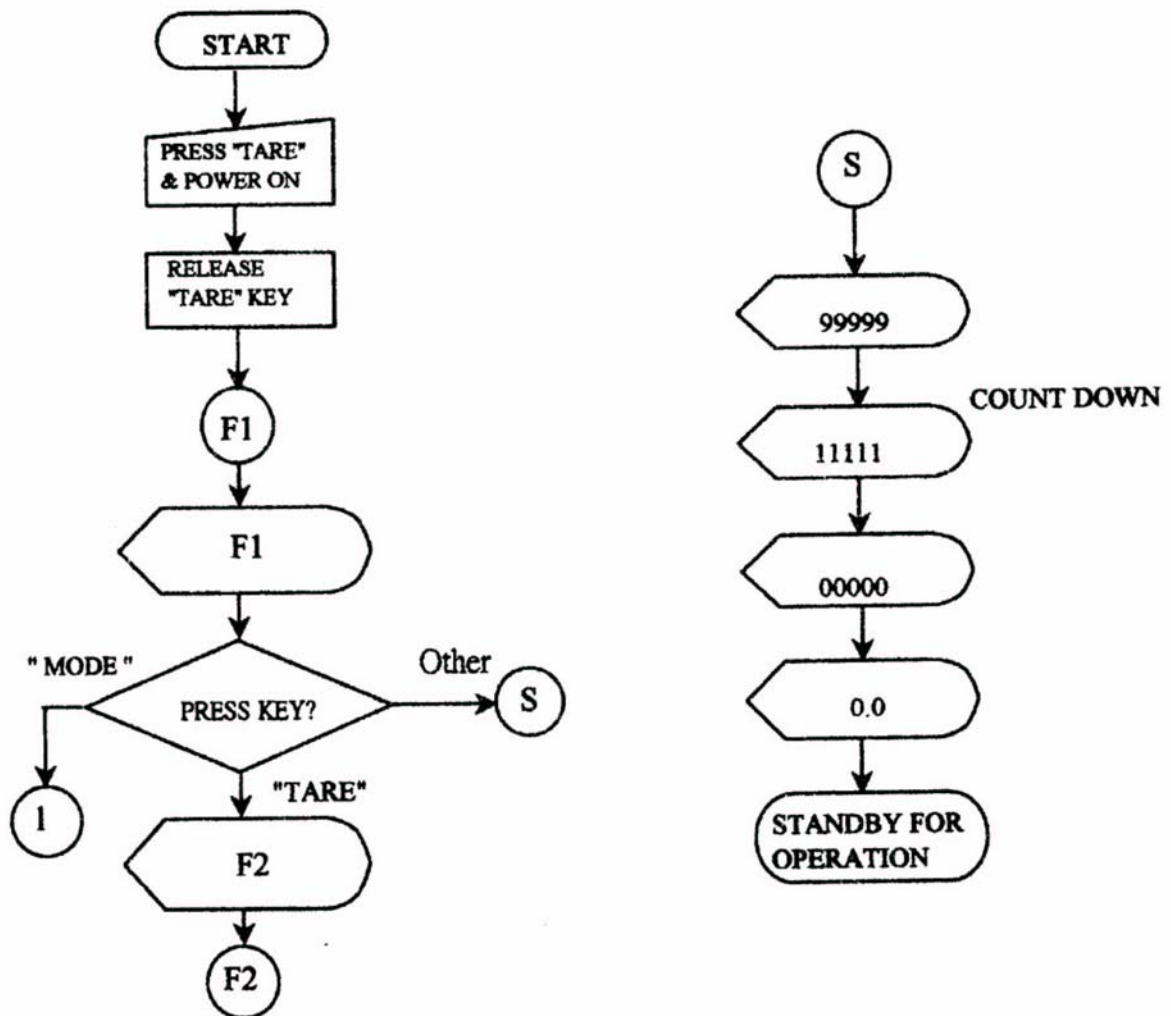 START
PRESS "TARE"
& POWER ON
RELEASE
"TARE" KEY
F1
F1
" MODE "
PRESS KEY?
Other
S
1
"TARE"
F2
F2
S
99999
COUNT DOWN
11111
00000
0.0
STANDBY FOR
OPERATION